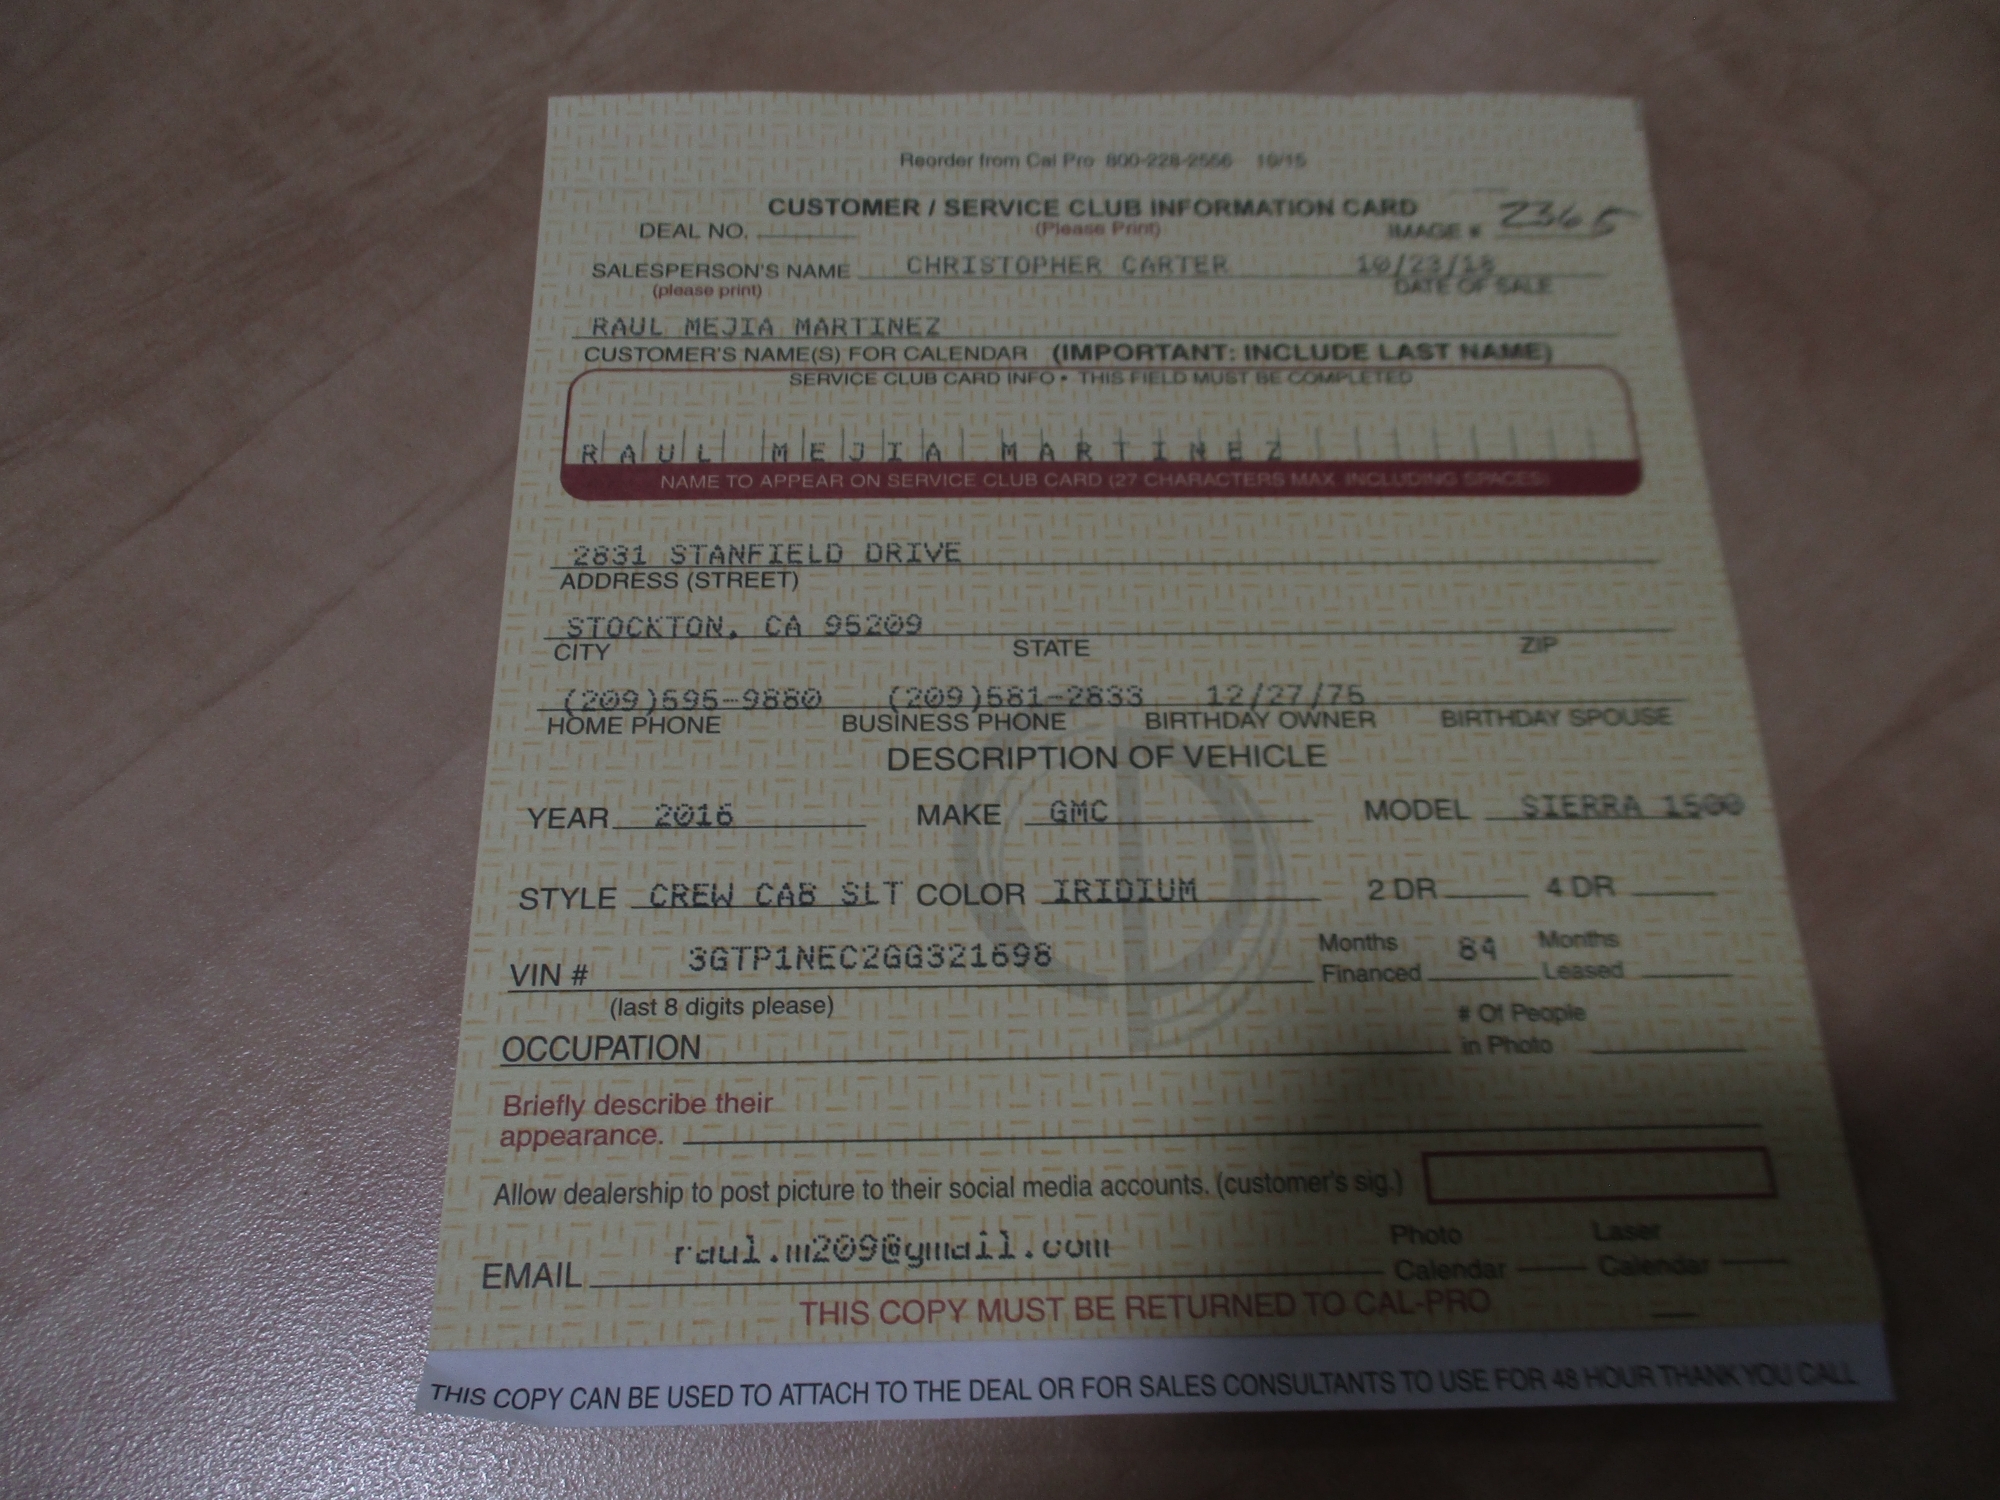 Reorder from Cal Pro 800-228-2556 10/15
CUSTOMER / SERVICE CLUB INFORMATION CARD
DEAL NO. (Please Print) IMAGE # 2365
SALESPERSON'S NAME CHRISTOPHER CARTER 10/23/18
(please print) DATE OF SALE
RAUL MEJIA MARTINEZ
CUSTOMER'S NAME(S) FOR CALENDAR (IMPORTANT: INCLUDE LAST NAME)
SERVICE CLUB CARD INFO • THIS FIELD MUST BE COMPLETED
RAUL MEJIA MARTINEZ
NAME TO APPEAR ON SERVICE CLUB CARD (27 CHARACTERS MAX. INCLUDING SPACES)
2831 STANFIELD DRIVE
ADDRESS (STREET)
STOCKTON, CA 95209
CITY STATE ZIP
(209)595-9880 (209)581-2833 12/27/75
HOME PHONE BUSINESS PHONE BIRTHDAY OWNER BIRTHDAY SPOUSE
DESCRIPTION OF VEHICLE
YEAR 2016 MAKE GMC MODEL SIERRA 1500
STYLE CREW CAB SLT COLOR IRIDIUM 2 DR 4 DR
VIN # 3GTP1NEC2GG321698 Months Financed 84 Months Leased
(last 8 digits please)
OCCUPATION # Of People in Photo
Briefly describe their
appearance.
Allow dealership to post picture to their social media accounts. (customer's sig.)
EMAIL raul.m209@gmail.com Photo Calendar Laser Calendar
THIS COPY MUST BE RETURNED TO CAL-PRO
THIS COPY CAN BE USED TO ATTACH TO THE DEAL OR FOR SALES CONSULTANTS TO USE FOR 48 HOUR THANK YOU CALL